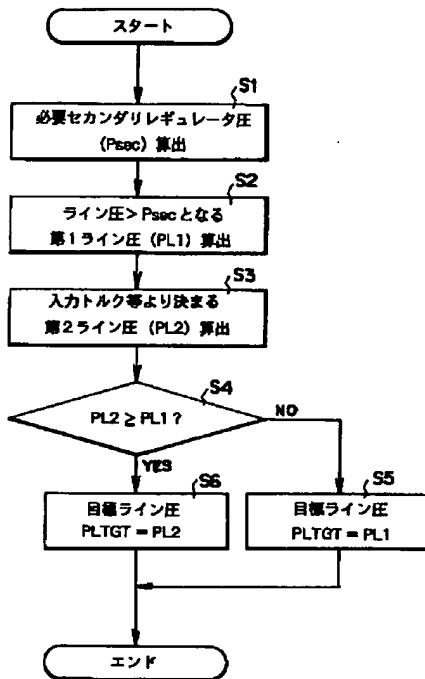 スタート
S1
必要セカンダリレギュレータ圧
(Psec) 算出
S2
ライン圧＞Psecとなる
第1ライン圧 (PL1) 算出
S3
入力トルク等より決まる
第2ライン圧 (PL2) 算出
S4
PL2 ≧ PL1 ?
NO
YES
S6
目標ライン圧
PLTGT = PL2
S5
目標ライン圧
PLTGT = PL1
エンド